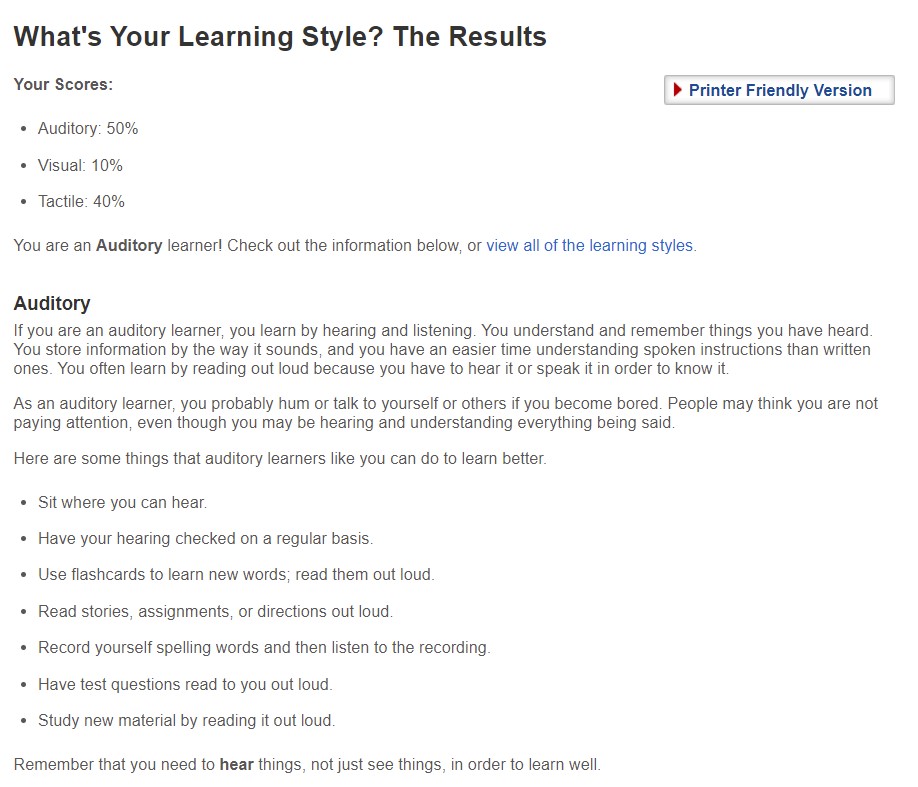 What's Your Learning Style? The Results
Your Scores:
Printer Friendly Version
• Auditory: 50%
• Visual: 10%
• Tactile: 40%
You are an Auditory learner! Check out the information below, or view all of the learning styles.
Auditory
If you are an auditory learner, you learn by hearing and listening. You understand and remember things you have heard.
You store information by the way it sounds, and you have an easier time understanding spoken instructions than written
ones. You often learn by reading out loud because you have to hear it or speak it in order to know it.
As an auditory learner, you probably hum or talk to yourself or others if you become bored. People may think you are not
paying attention, even though you may be hearing and understanding everything being said.
Here are some things that auditory learners like you can do to learn better.
• Sit where you can hear.
• Have your hearing checked on a regular basis.
• Use flashcards to learn new words; read them out loud.
• Read stories, assignments, or directions out loud.
• Record yourself spelling words and then listen to the recording.
• Have test questions read to you out loud.
• Study new material by reading it out loud.
Remember that you need to hear things, not just see things, in order to learn well.